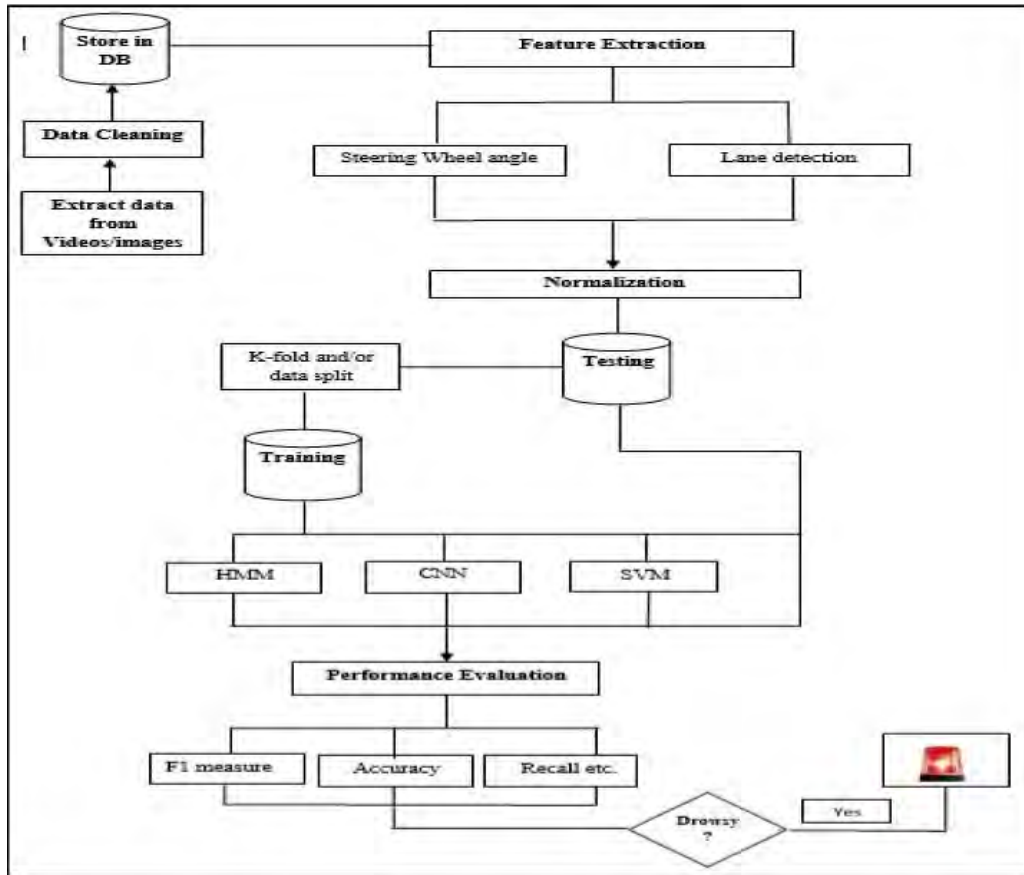 Store in
DB
Feature Extraction
Data Cleaning
Steering Wheel angle
Lane detection
Extract data
from
Videos/images
Normalization
K-fold and/or
data split
Testing
Training
HMM
CNN
SVM
Performance Evaluation
F1 measure
Accuracy
Recall etc.
Drowsy
?
Yes